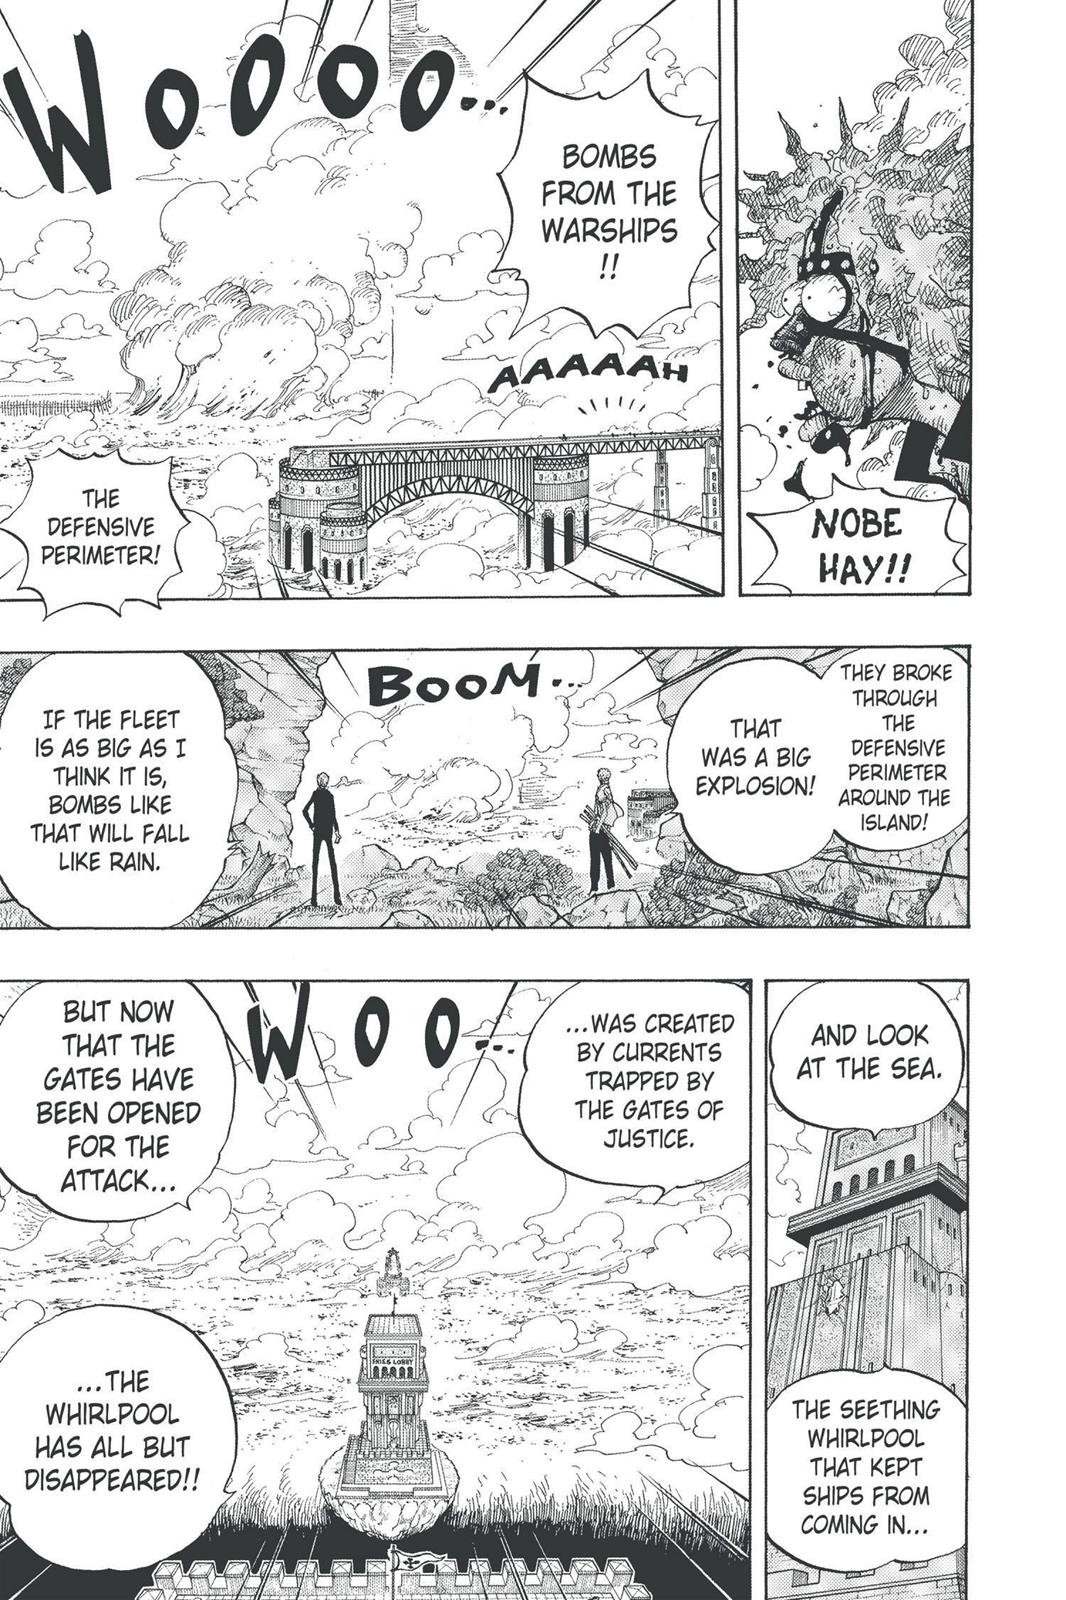 NOBE
HAY!!
WOOOO...
BOMBS
FROM THE
WARSHIPS
!!
AAAAAH
THE
DEFENSIVE
PERIMETER!
THEY BROKE
THROUGH
THE
DEFENSIVE
PERIMETER
AROUND THE
ISLAND!
THAT
WAS A BIG
EXPLOSION!
BOOM...
IF THE FLEET
IS AS BIG AS I
THINK IT IS,
BOMBS LIKE
THAT WILL FALL
LIKE RAIN.
AND LOOK
AT THE SEA.
THE SEETHING
WHIRLPOOL
THAT KEPT
SHIPS FROM
COMING IN...
...WAS CREATED
BY CURRENTS
TRAPPED BY
THE GATES OF
JUSTICE.
WOO...
BUT NOW
THAT THE
GATES HAVE
BEEN OPENED
FOR THE
ATTACK...
ENIES LOBBY
...THE
WHIRLPOOL
HAS ALL BUT
DISAPPEARED!!